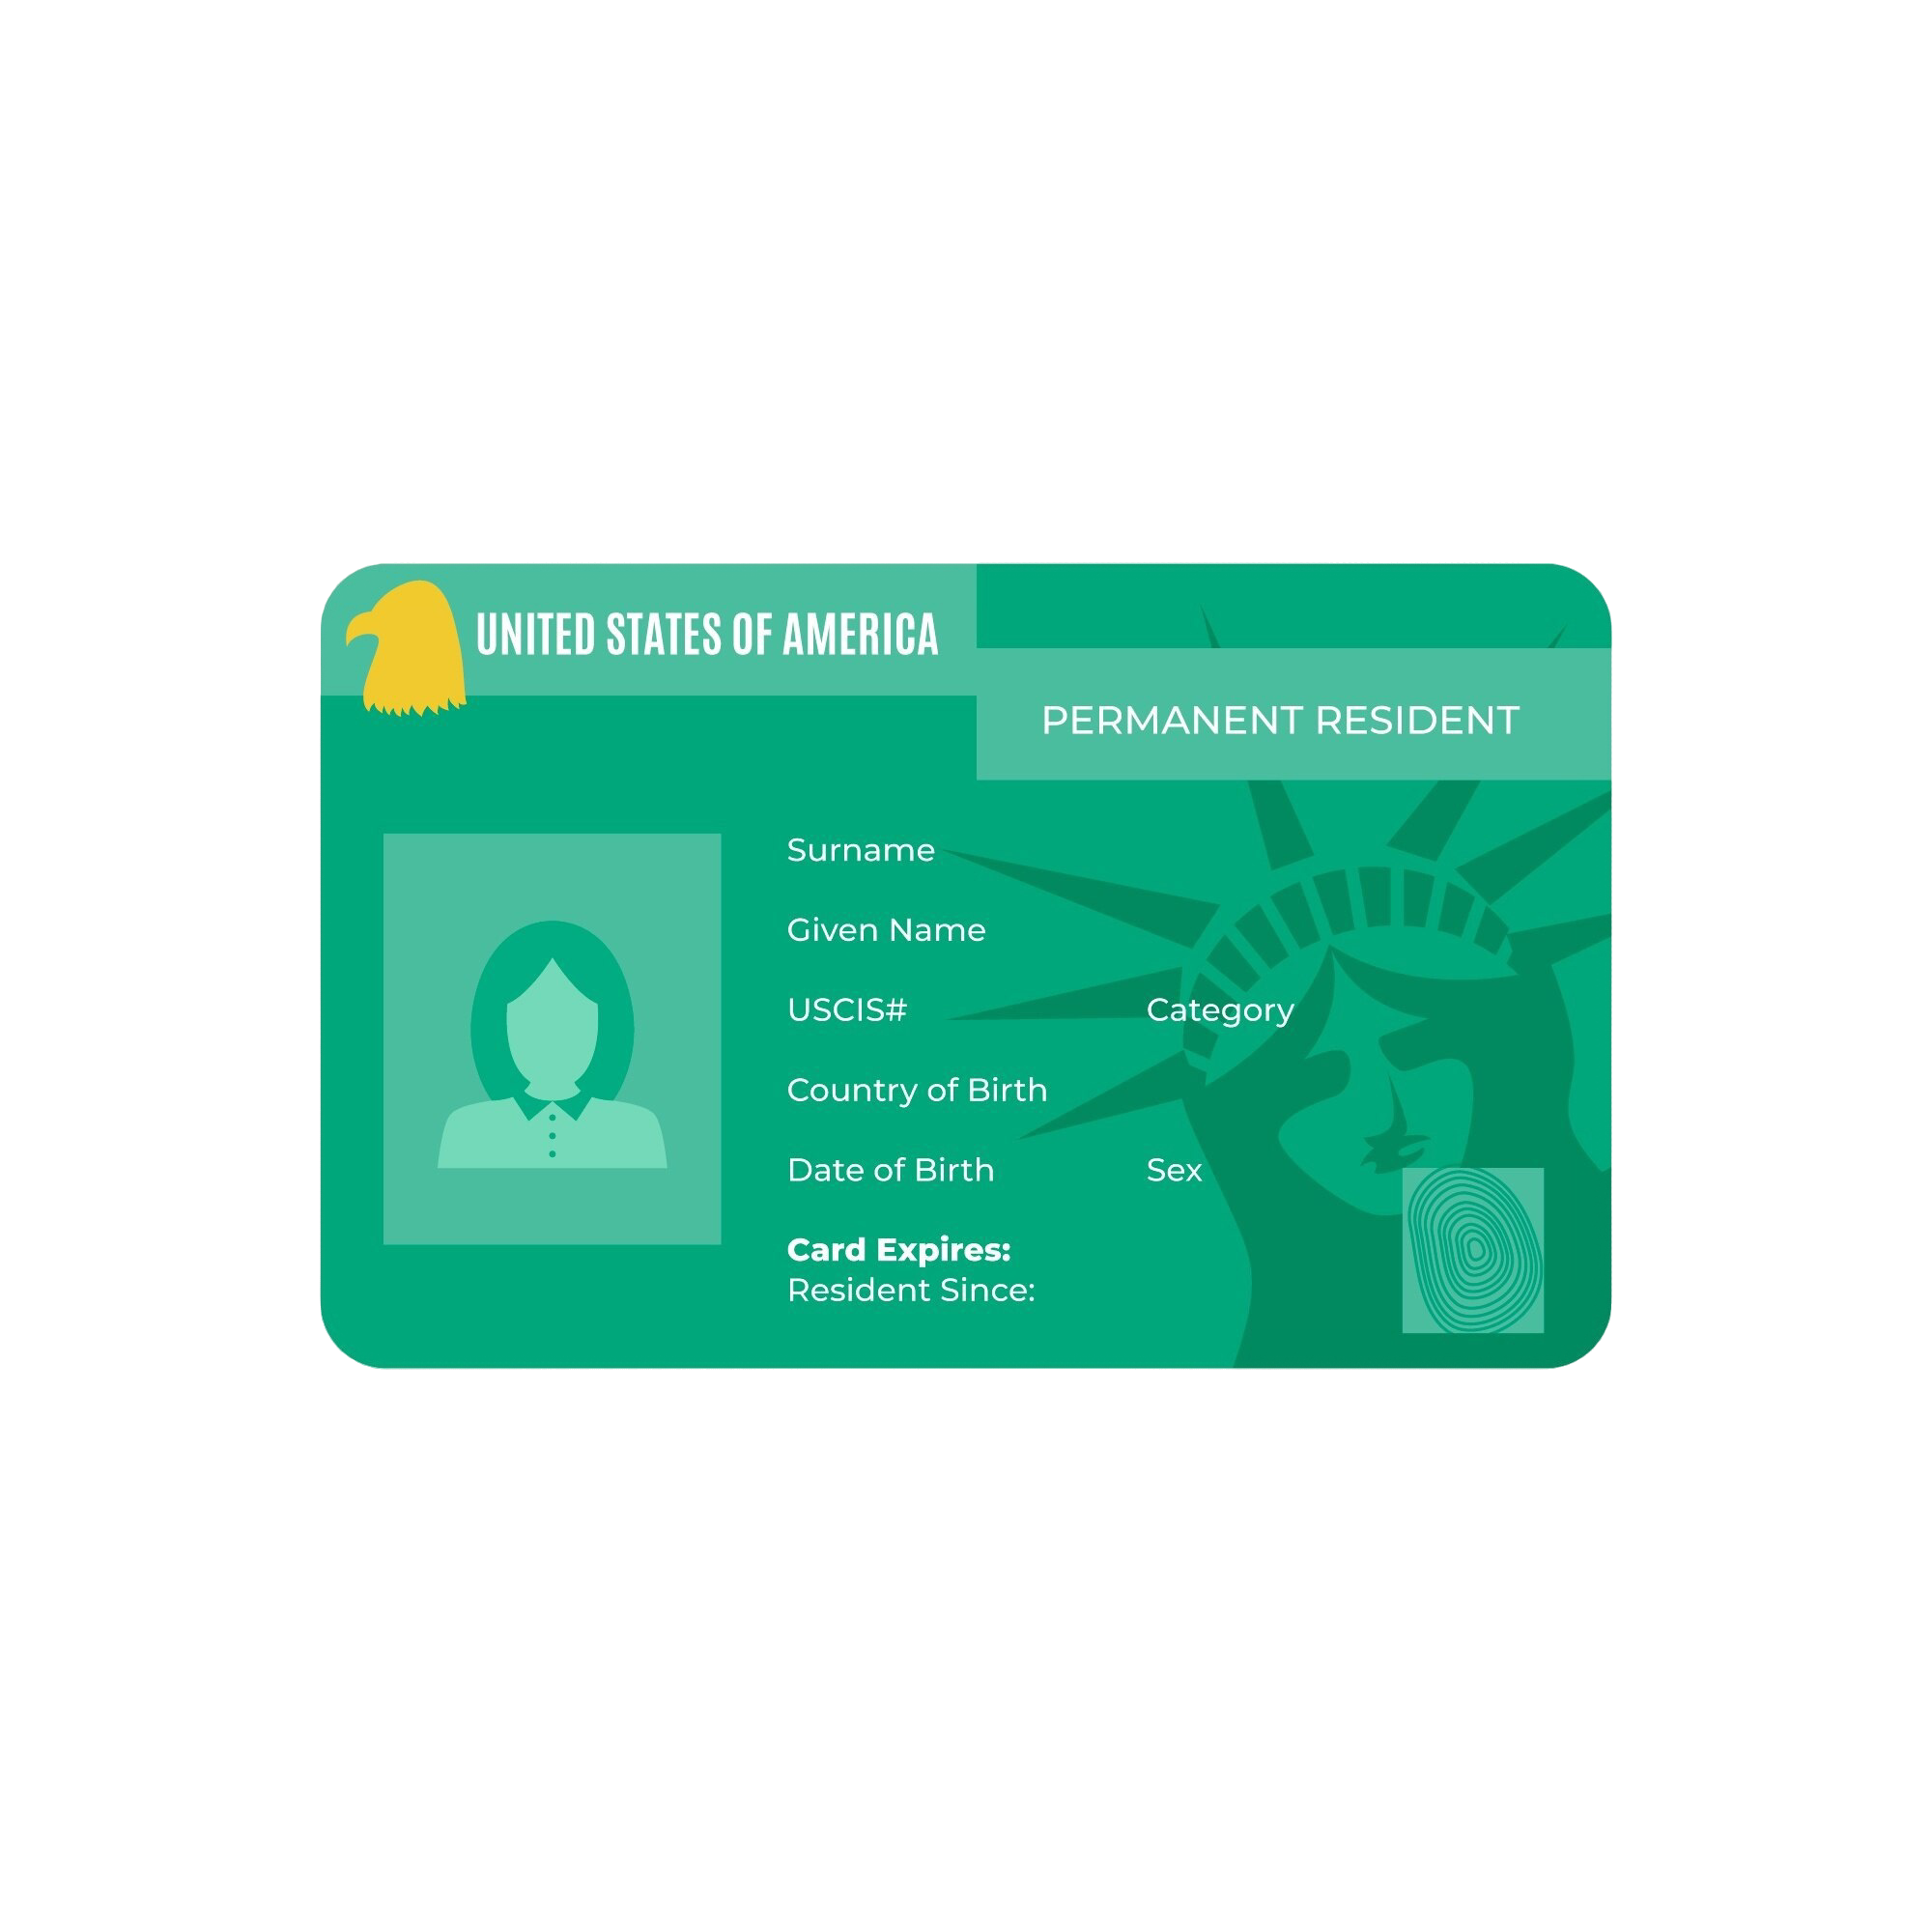 UNITED STATES OF AMERICA
PERMANENT RESIDENT
Surname
Given Name
USCIS# Category
Country of Birth
Date of Birth Sex
Card Expires:
Resident Since: